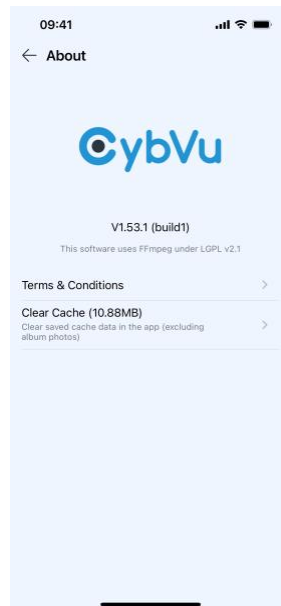 09:41
About
CybVu
V1.53.1 (build1)
This software uses FFmpeg under LGPL v2.1
Terms & Conditions
Clear Cache (10.88MB)
Clear saved cache data in the app (excluding
album photos)